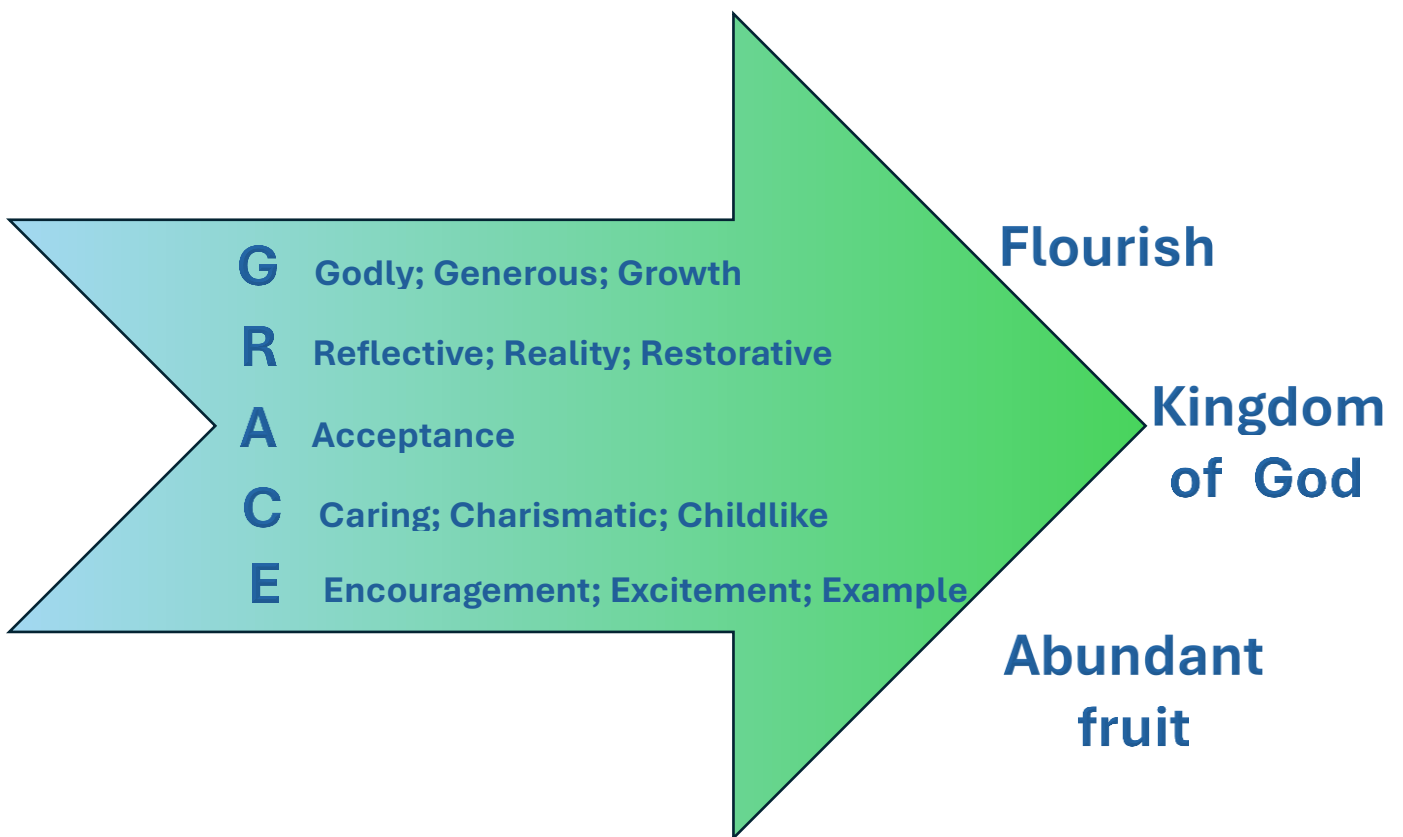 G Godly; Generous; Growth
R Reflective; Reality; Restorative
A Acceptance
C Caring; Charismatic; Childlike
E Encouragement; Excitement; Example
Flourish
Kingdom
of God
Abundant
fruit